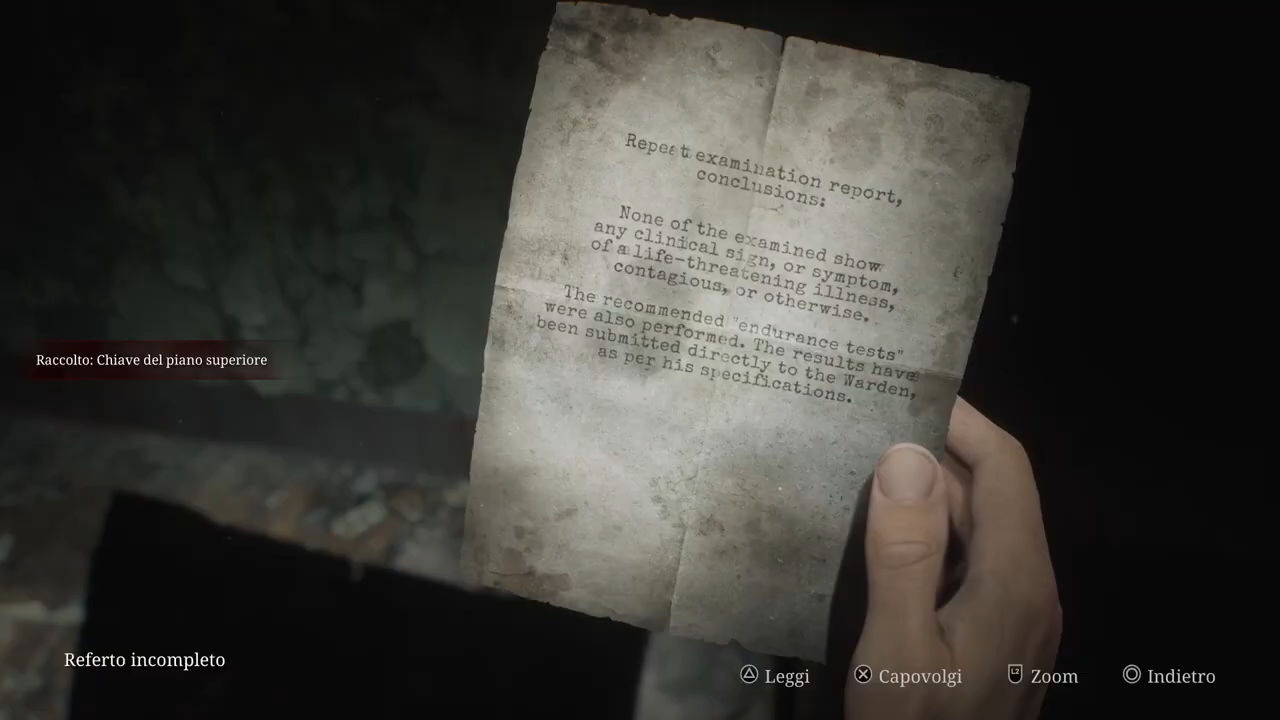 Repeat examination report,
conclusions:
None of the examined show
any clinical sign, or symptom,
of a life-threatening illness,
contagious, or otherwise.
The recommended "endurance tests"
were also performed. The results have
been submitted directly to the Warden,
as per his specifications.
Raccolto: Chiave del piano superiore
Referto incompleto
Leggi
Capovolgi
L2 Zoom
Indietro